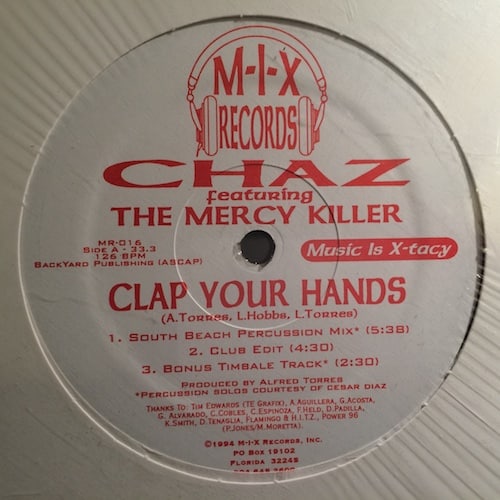 M-I-X
RECORDS
CHAZ
featuring
THE MERCY KILLER
MR-016
SIDE A - 33.3
126 BPM
BACKYARD PUBLISHING (ASCAP)
Music Is X-tacy
CLAP YOUR HANDS
(A.TORRES, L.HOBBS, L.TORRES)
1. SOUTH BEACH PERCUSSION MIX* (5:38)
2. CLUB EDIT (4:30)
3. BONUS TIMBALE TRACK* (2:30)
PRODUCED BY ALFRED TORRES
*PERCUSSION SOLOS COURTESY OF CESAR DIAZ
THANKS TO: TIM EDWARDS (TE GRAFIX), A.AGUILLERA, G.ACOSTA,
G. ALVARADO, C.COBLES, C.ESPINOZA, F.HELD, D.PADILLA,
K.SMITH, D.TENAGLIA, FLAMINGO & H.I.T.Z., POWER 96
(P.JONES/M.MORETTA).
©1994 M-I-X RECORDS, INC.
PO BOX 19102
FLORIDA 32245